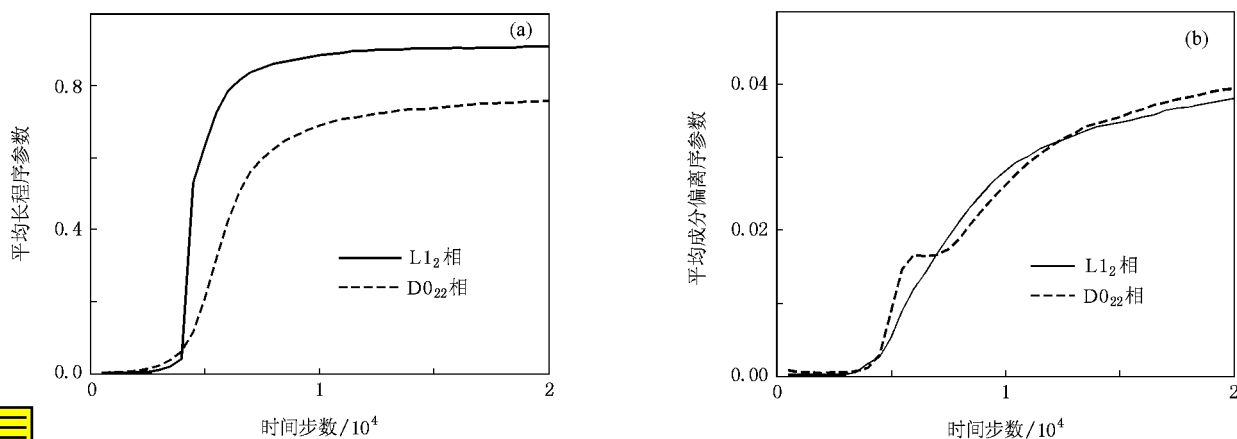 (a)
平均长程序参数
0.8
0.4
0.0
L1₂相
D0₂₂相
0
1
2
时间步数/10⁴
(b)
平均成分偏离序参数
0.04
0.02
0.00
L1₂相
D0₂₂相
0
1
2
时间步数/10⁴